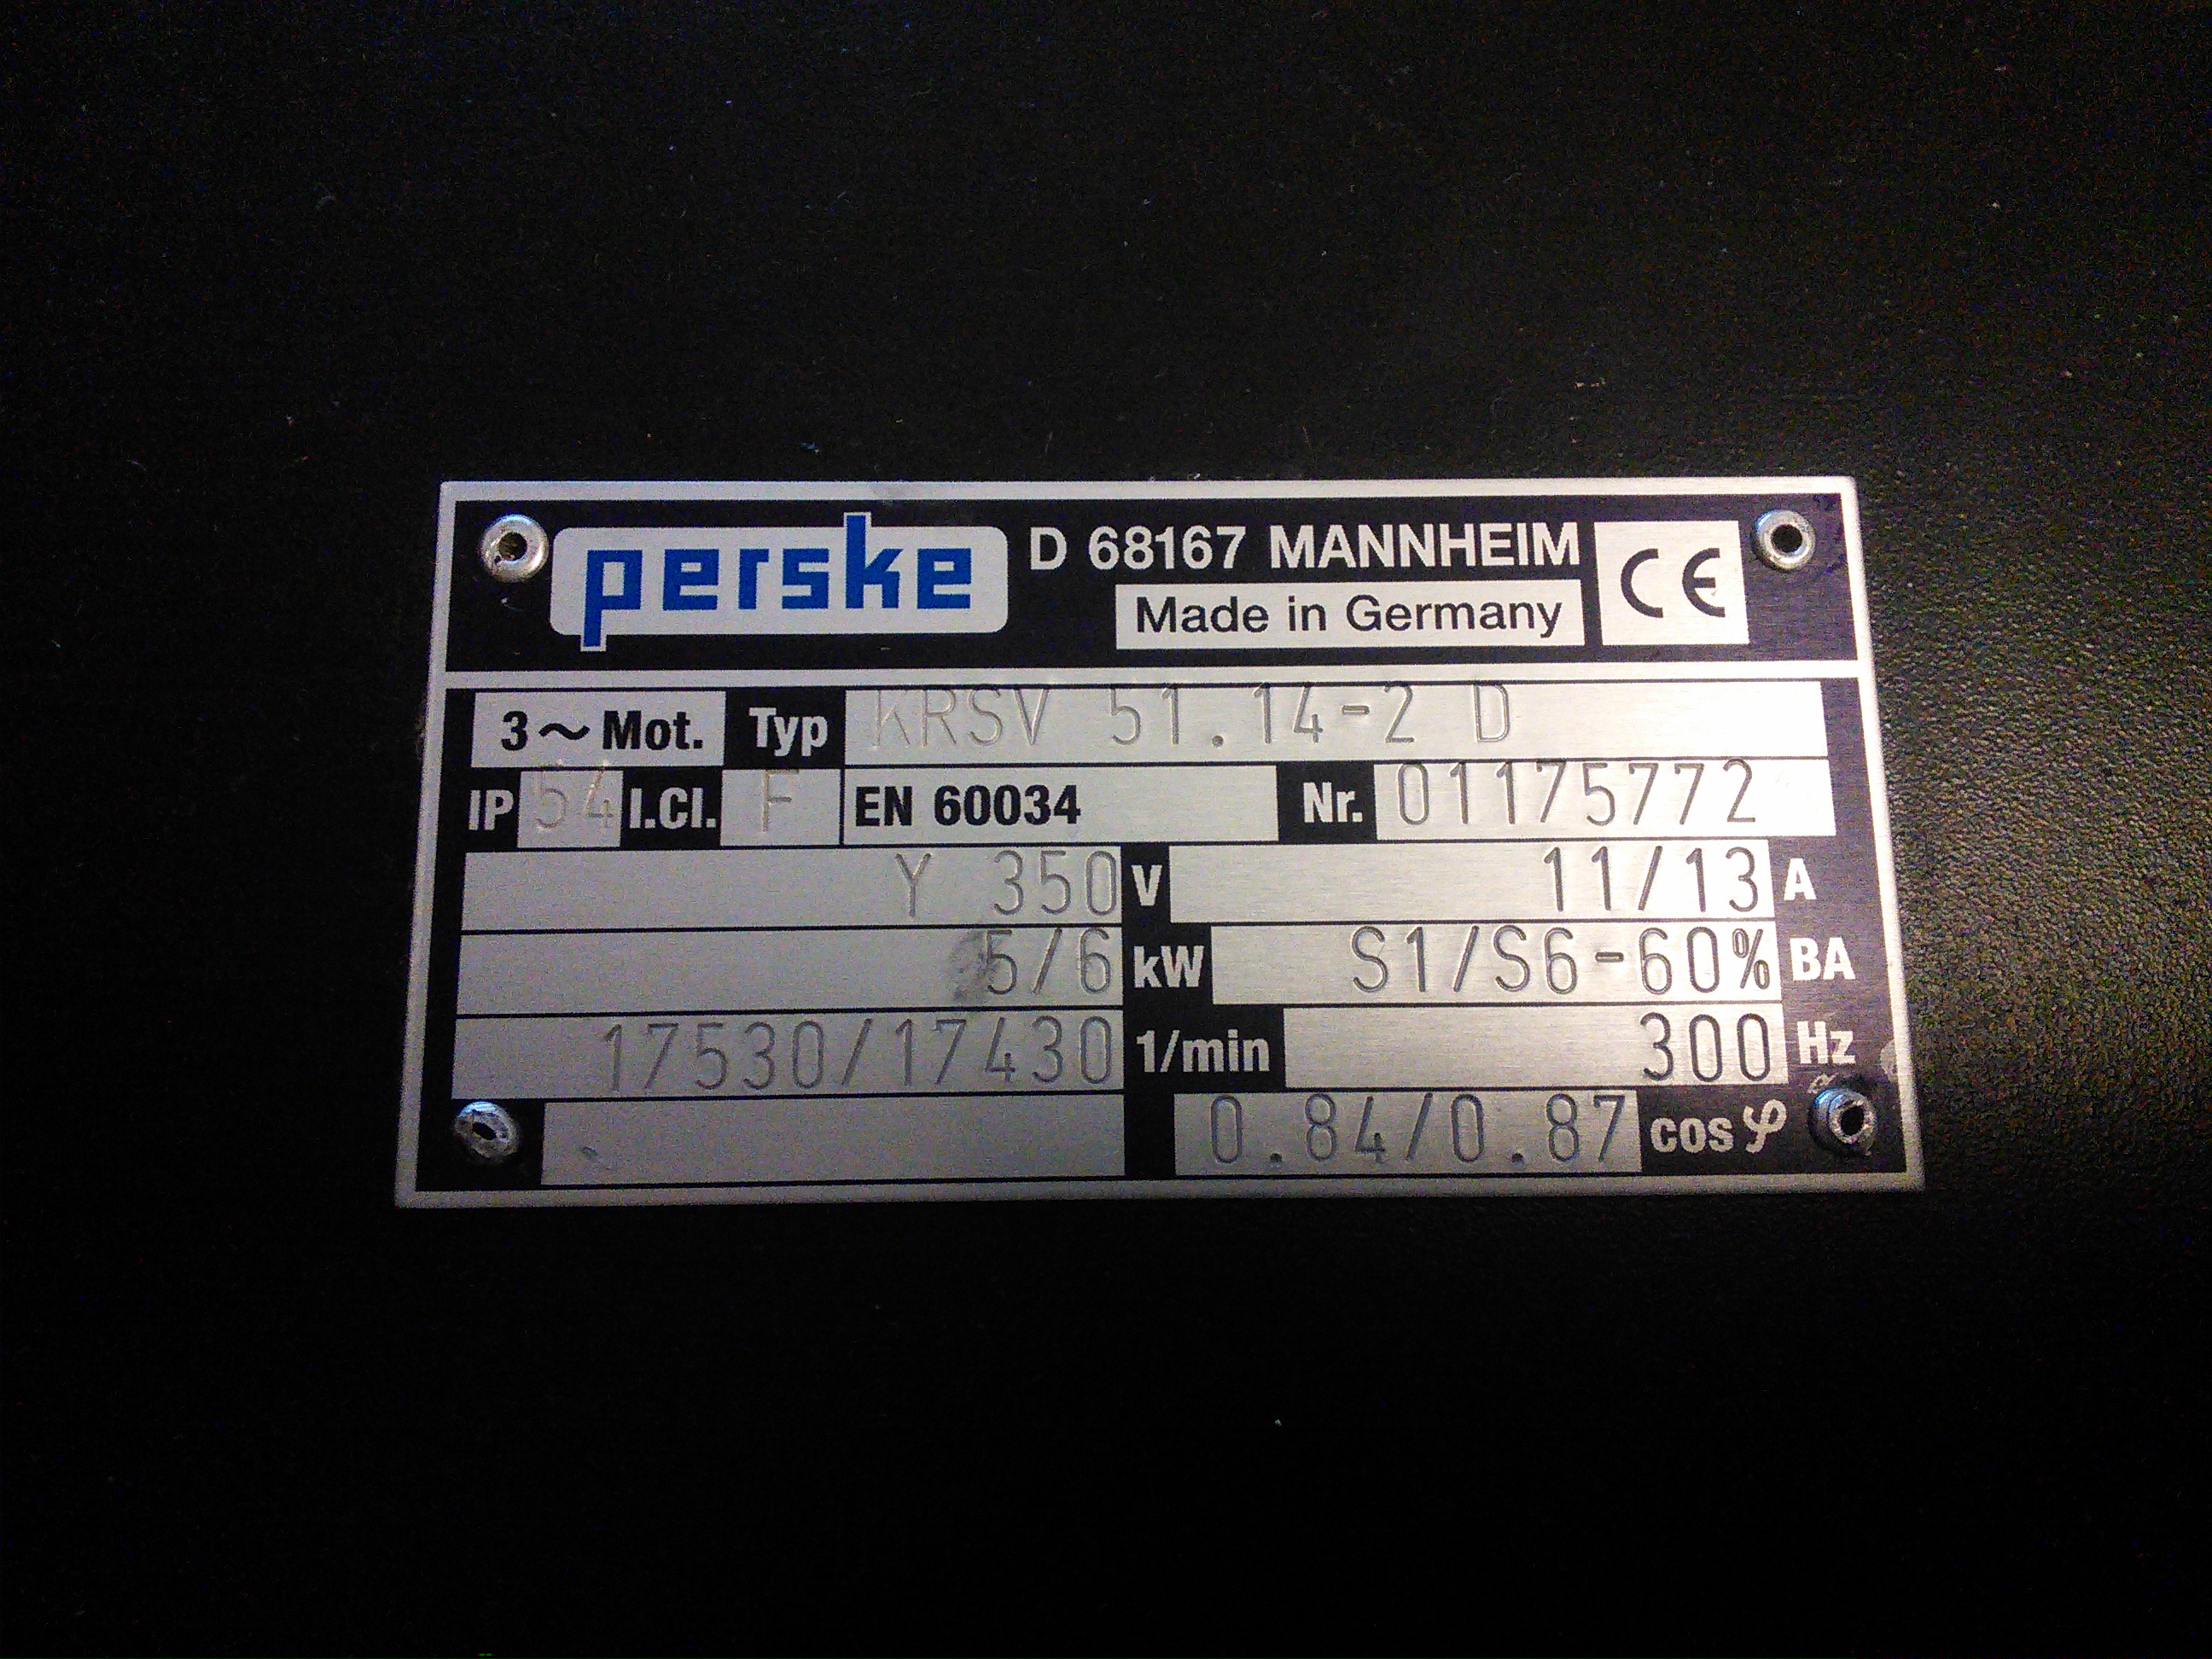 perske D 68167 MANNHEIM CE
Made in Germany
3~Mot. Typ KRSV 51.14-2 D
IP 54 I.Cl. F EN 60034 Nr. 01175772
Y 350 V 11/13 A
5/6 kW S1/S6-60% BA
17530/17430 1/min 300 Hz
0.84/0.87 cos φ